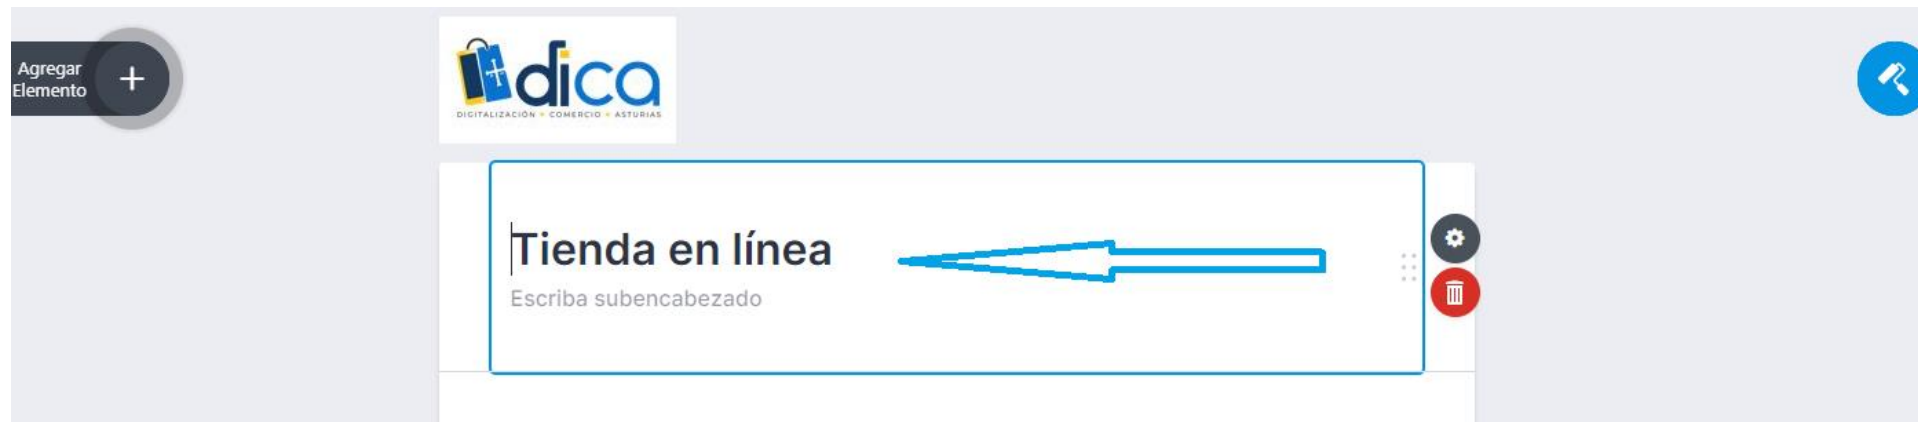 Agregar
Elemento
dica
DIGITALIZACIÓN • COMERCIO • ASTURIAS
Tienda en línea
Escriba subencabezado